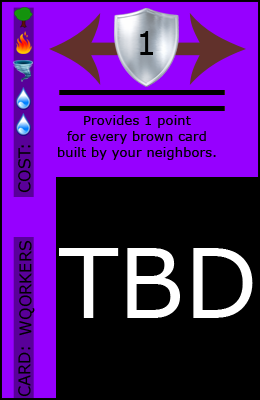 1
Provides 1 point
for every brown card
built by your neighbors.
COST:
CARD: WQORKERS
TBD